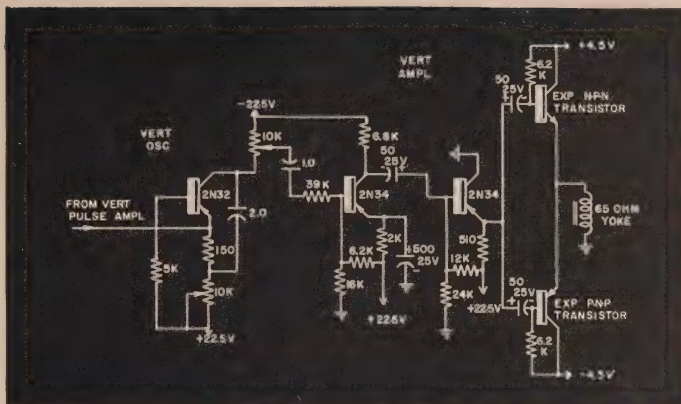 VERT
AMPL
+4.5V
6.2
K
50
25V
EXP N-P-N
TRANSISTOR
-22.5V
VERT
OSC
10K
6.8K
50
25V
1.0
2N32
39K
2N34
2N34
FROM VERT
PULSE AMPL
2.0
65 OHM
YOKE
150
2K
+500
25V
510
6.2K
12K
5K
10K
16K
24K
+22.5V
+22.5V
+22.5V
50
25V
EXP P-N-P
TRANSISTOR
6.2
K
-4.5V